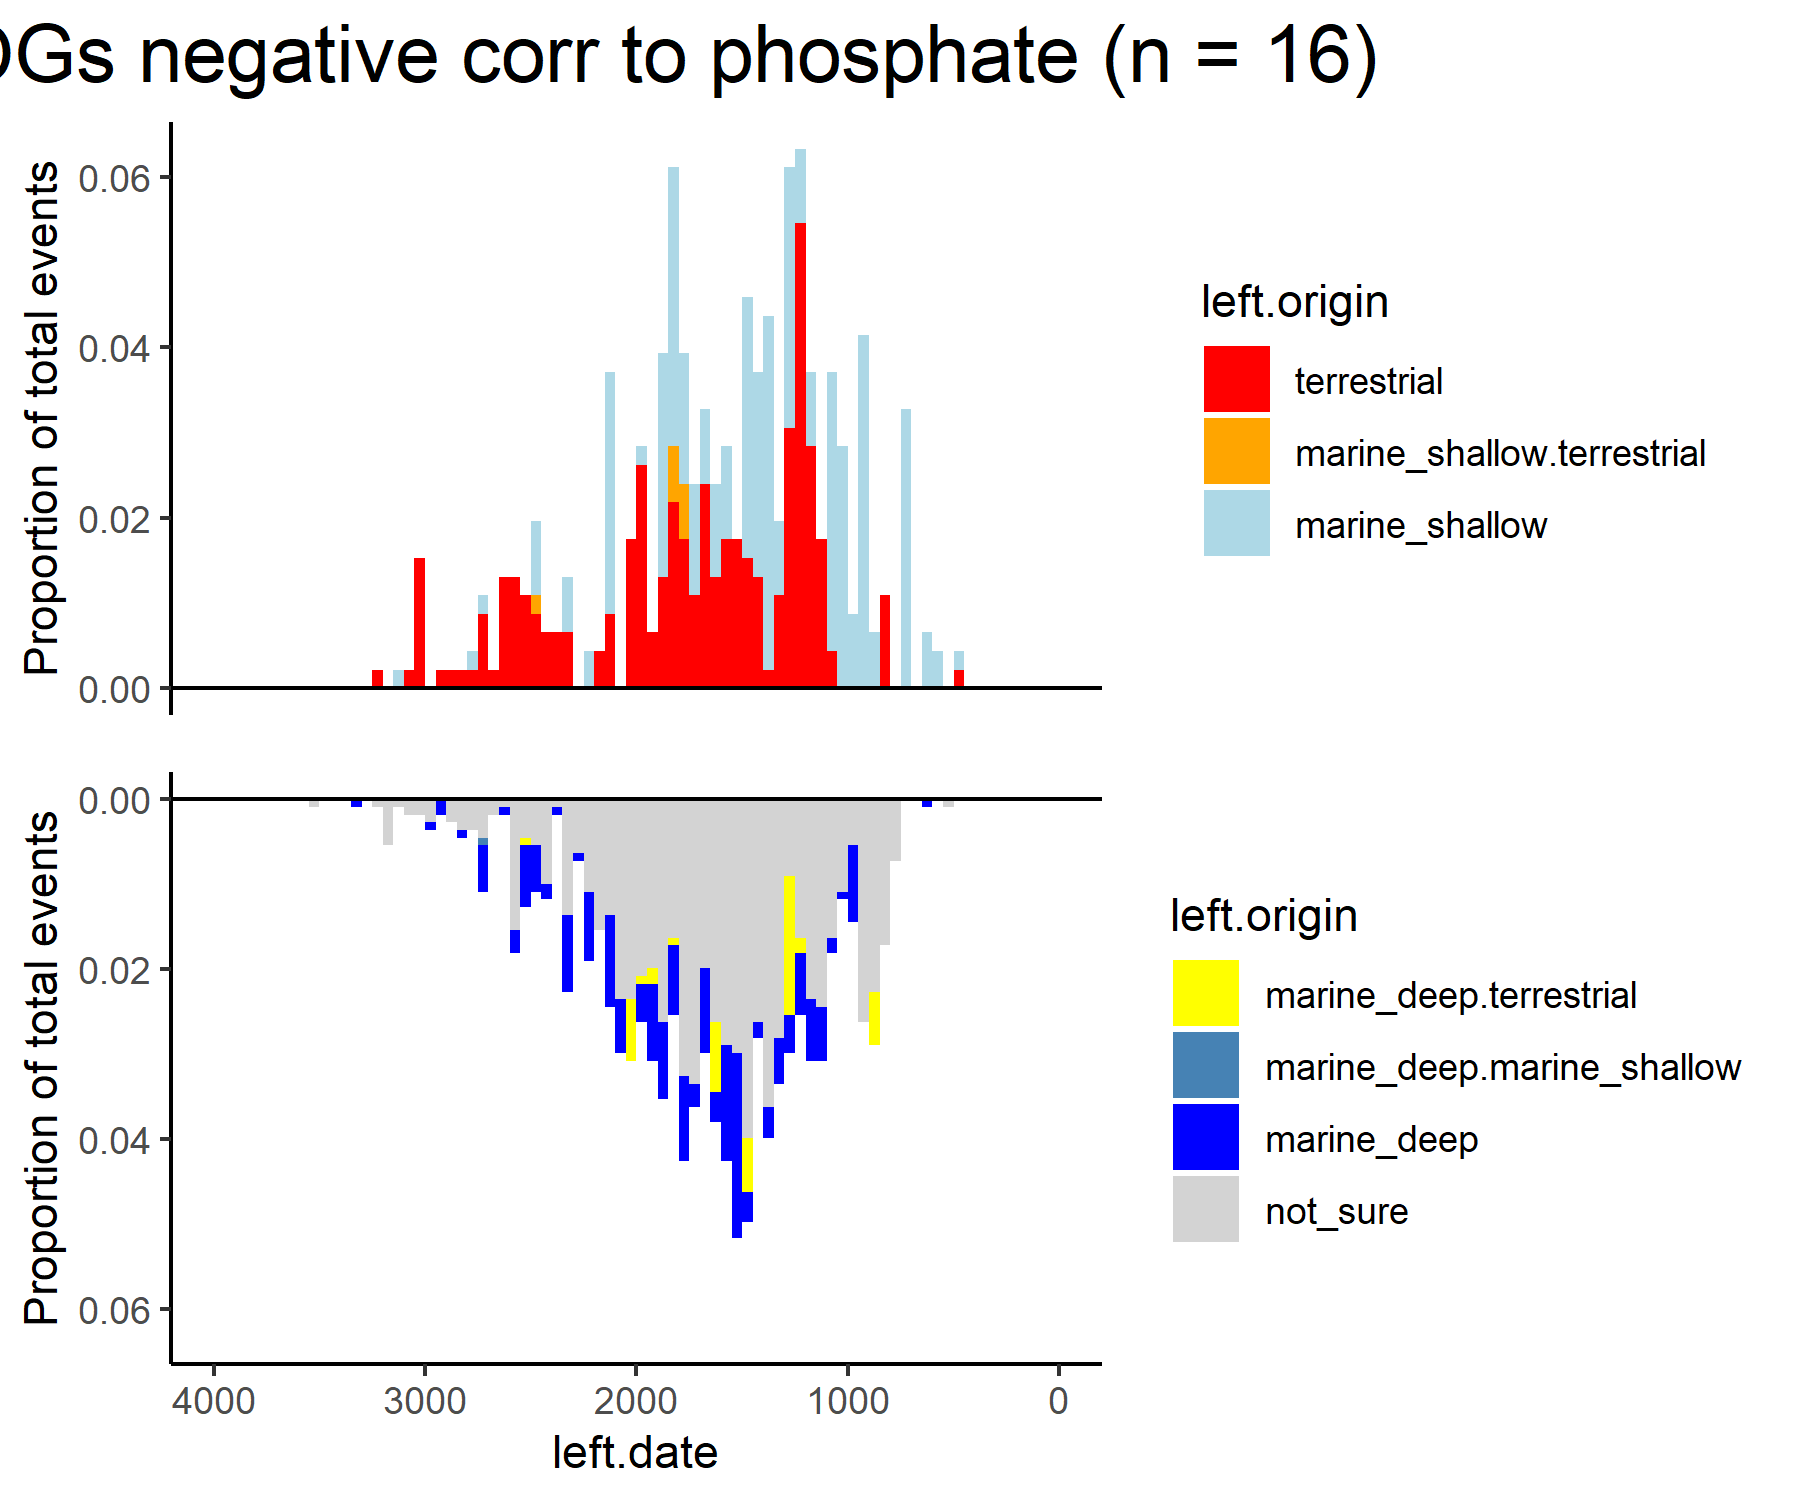 negative corr to phosphate (n = 16)
Proportion of total events
0.06
0.04
0.02
0.00
left.origin
terrestrial
marine_shallow.terrestrial
marine_shallow
Proportion of total events
0.00
0.02
0.04
0.06
4000 3000 2000 1000 0
left.date
left.origin
marine_deep.terrestrial
marine_deep.marine_shallow
marine_deep
not_sure